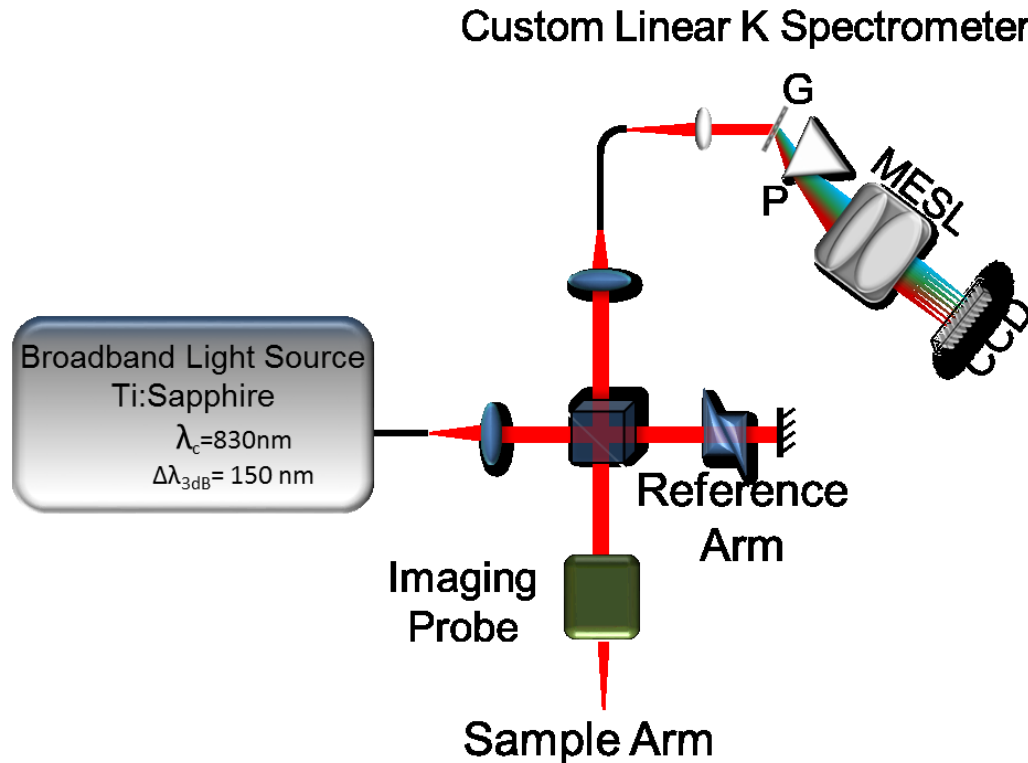 Custom Linear K Spectrometer
G
P
MESL
CCD
Broadband Light Source
Ti:Sapphire
λc=830nm
Δλ3dB= 150 nm
Reference
Arm
Imaging
Probe
Sample Arm